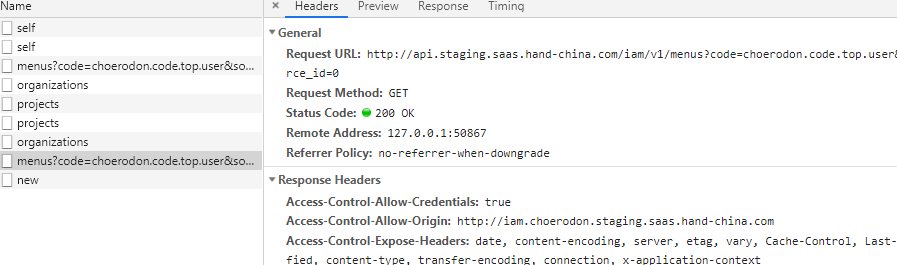 Name
self
self
menus?code=choerodon.code.top.user&so...
organizations
projects
projects
organizations
menus?code=choerodon.code.top.user&so...
new
× Headers Preview Response Timing
▼ General
Request URL: http://api.staging.saas.hand-china.com/iam/v1/menus?code=choerodon.code.top.user&
rce_id=0
Request Method: GET
Status Code: 200 OK
Remote Address: 127.0.0.1:50867
Referrer Policy: no-referrer-when-downgrade
▼ Response Headers
Access-Control-Allow-Credentials: true
Access-Control-Allow-Origin: http://iam.choerodon.staging.saas.hand-china.com
Access-Control-Expose-Headers: date, content-encoding, server, etag, vary, Cache-Control, Last-
fied, content-type, transfer-encoding, connection, x-application-context